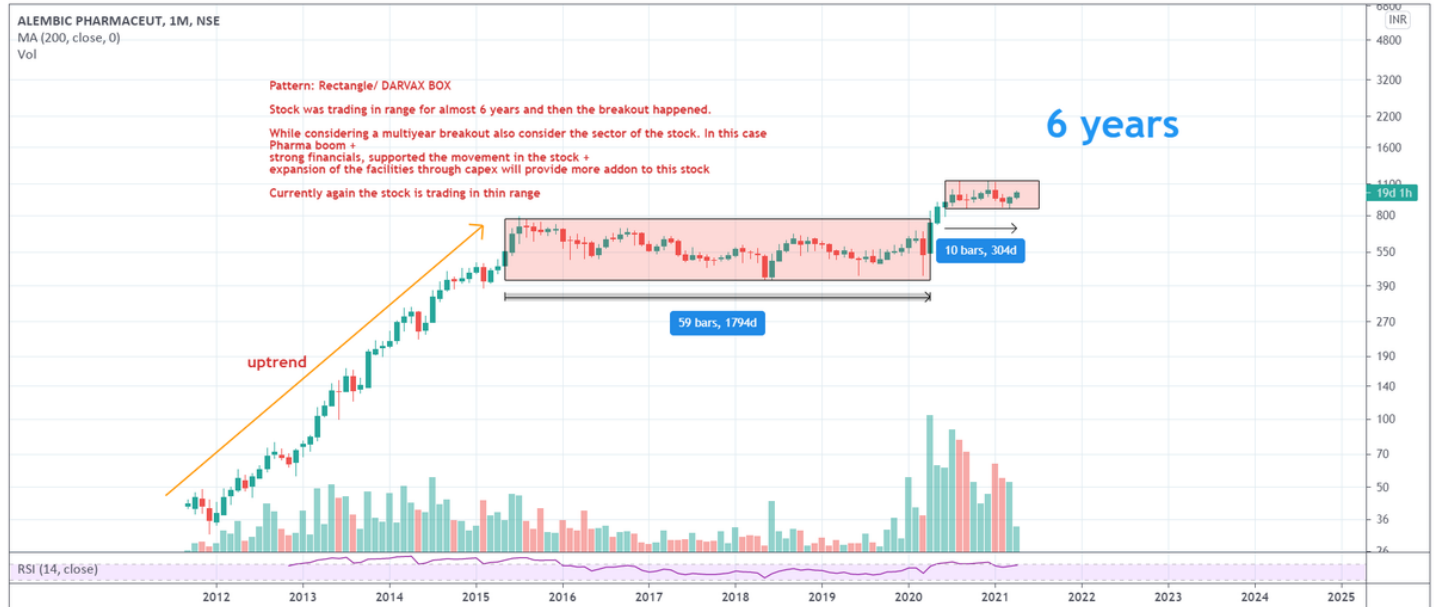 ALEMBIC PHARMACEUT, 1M, NSE
MA (200, close, 0)
Vol
Pattern: Rectangle/ DARVAX BOX
Stock was trading in range for almost 6 years and then the breakout happened.
While considering a multiyear breakout also consider the sector of the stock. In this case
Pharma boom +
strong financials, supported the movement in the stock +
expansion of the facilities through capex will provide more addon to this stock
Currently again the stock is trading in thin range
6 years
uptrend
59 bars, 1794d
10 bars, 304d
6800
INR
4800
3200
2200
1600
1100
19d 1h
800
550
390
270
190
140
100
70
50
36
26
RSI (14, close)
2012 2013 2014 2015 2016 2017 2018 2019 2020 2021 2022 2023 2024 2025